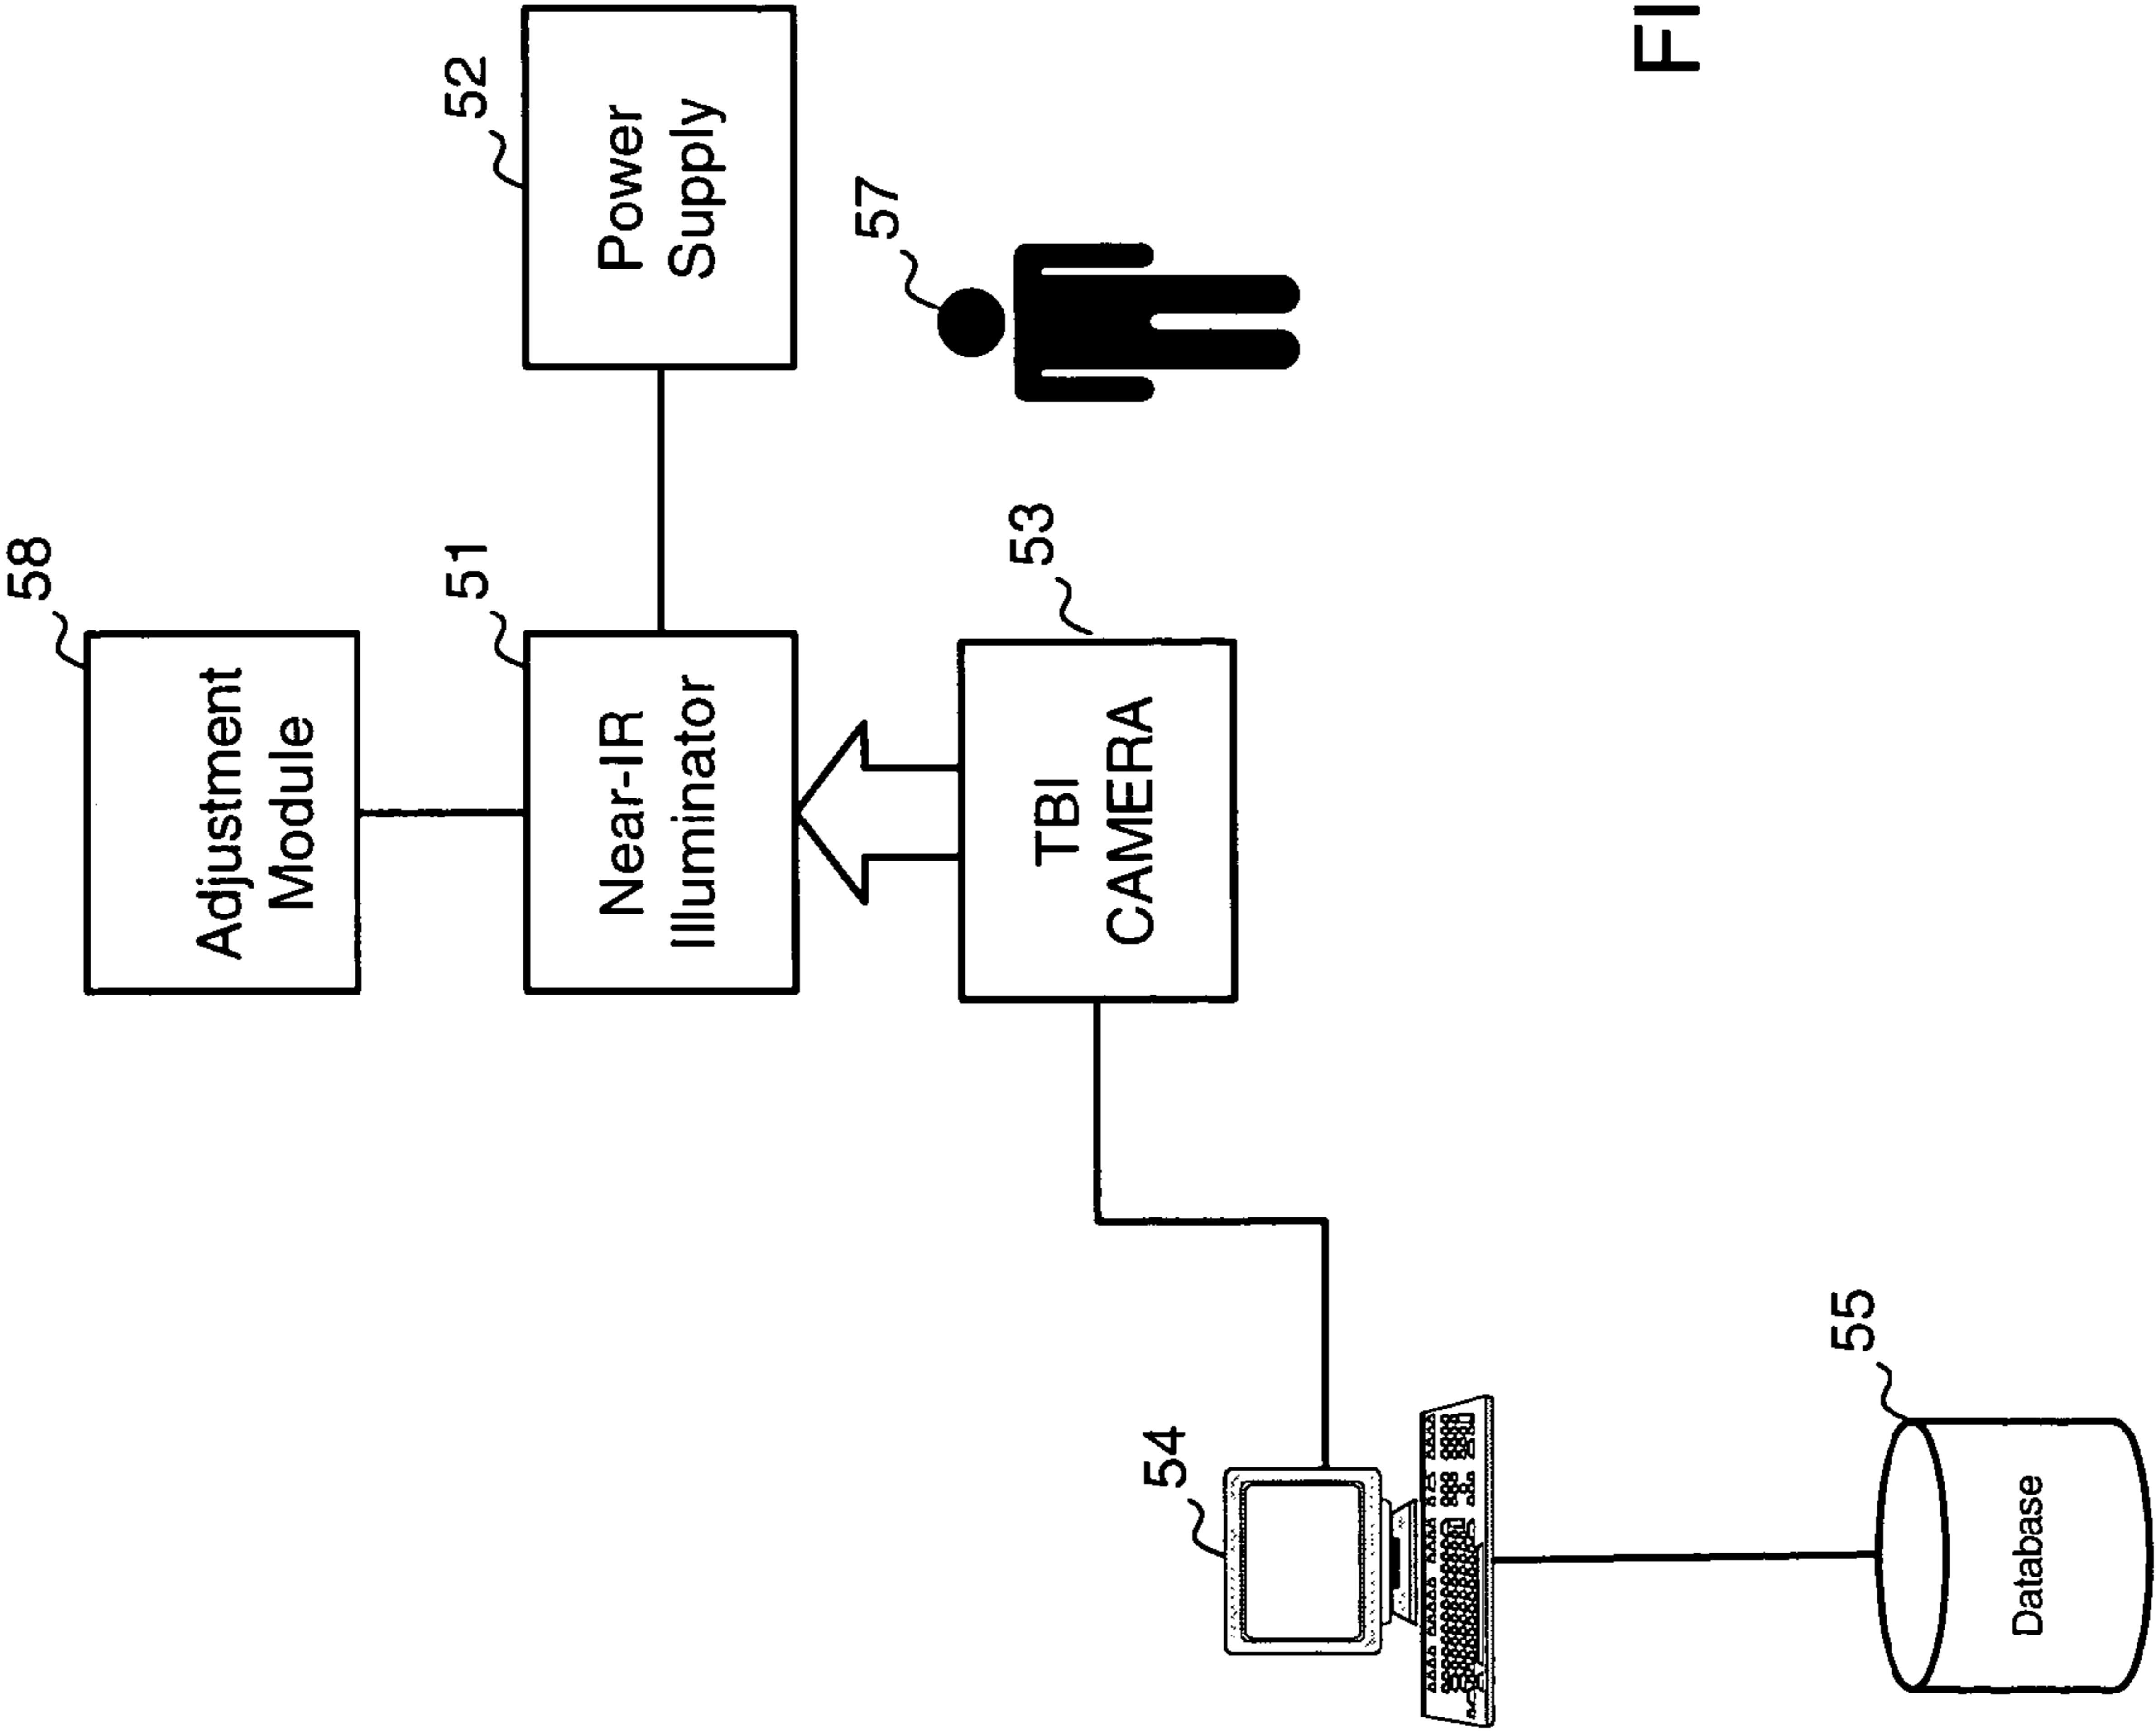 58
Adjustment
Module
51
Near-IR
Illuminator
52
Power
Supply
57
53
TBI
CAMERA
54
55
Database
FI